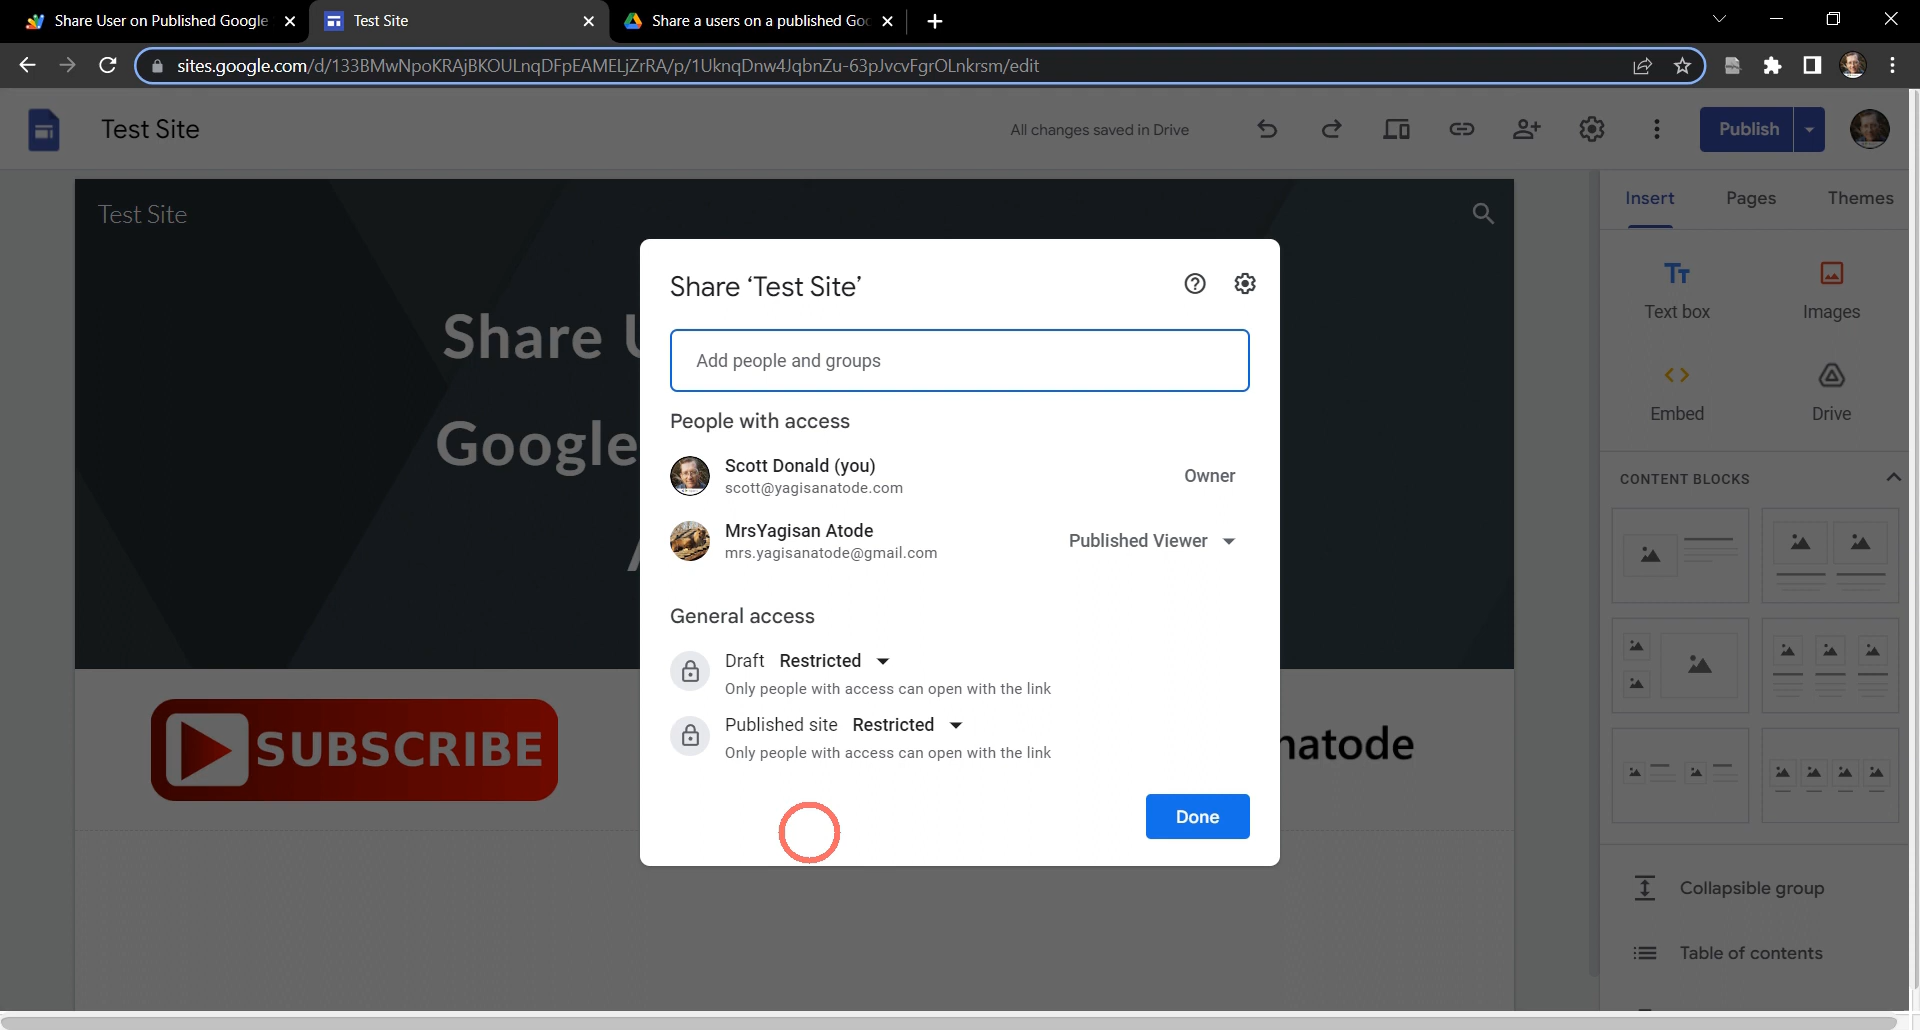 Share User on Published Google
Test Site
Share a users on a published Goo
sites.google.com/d/133BMwNpoKRAjBKOULnqDFpEAMELjZrRA/p/1UknqDnw4JqbnZu-63pJvcvFgrOLnkrsm/edit
Test Site
All changes saved in Drive
Publish
Insert
Pages
Themes
Test Site
Share
Google
Share ‘Test Site’
Add people and groups
People with access
Scott Donald (you)
scott@yagisanatode.com
Owner
MrsYagisan Atode
mrs.yagisanatode@gmail.com
Published Viewer
General access
Draft Restricted
Only people with access can open with the link
Published site Restricted
Only people with access can open with the link
Done
SUBSCRIBE
natode
Text box
Images
Embed
Drive
CONTENT BLOCKS
Collapsible group
Table of contents